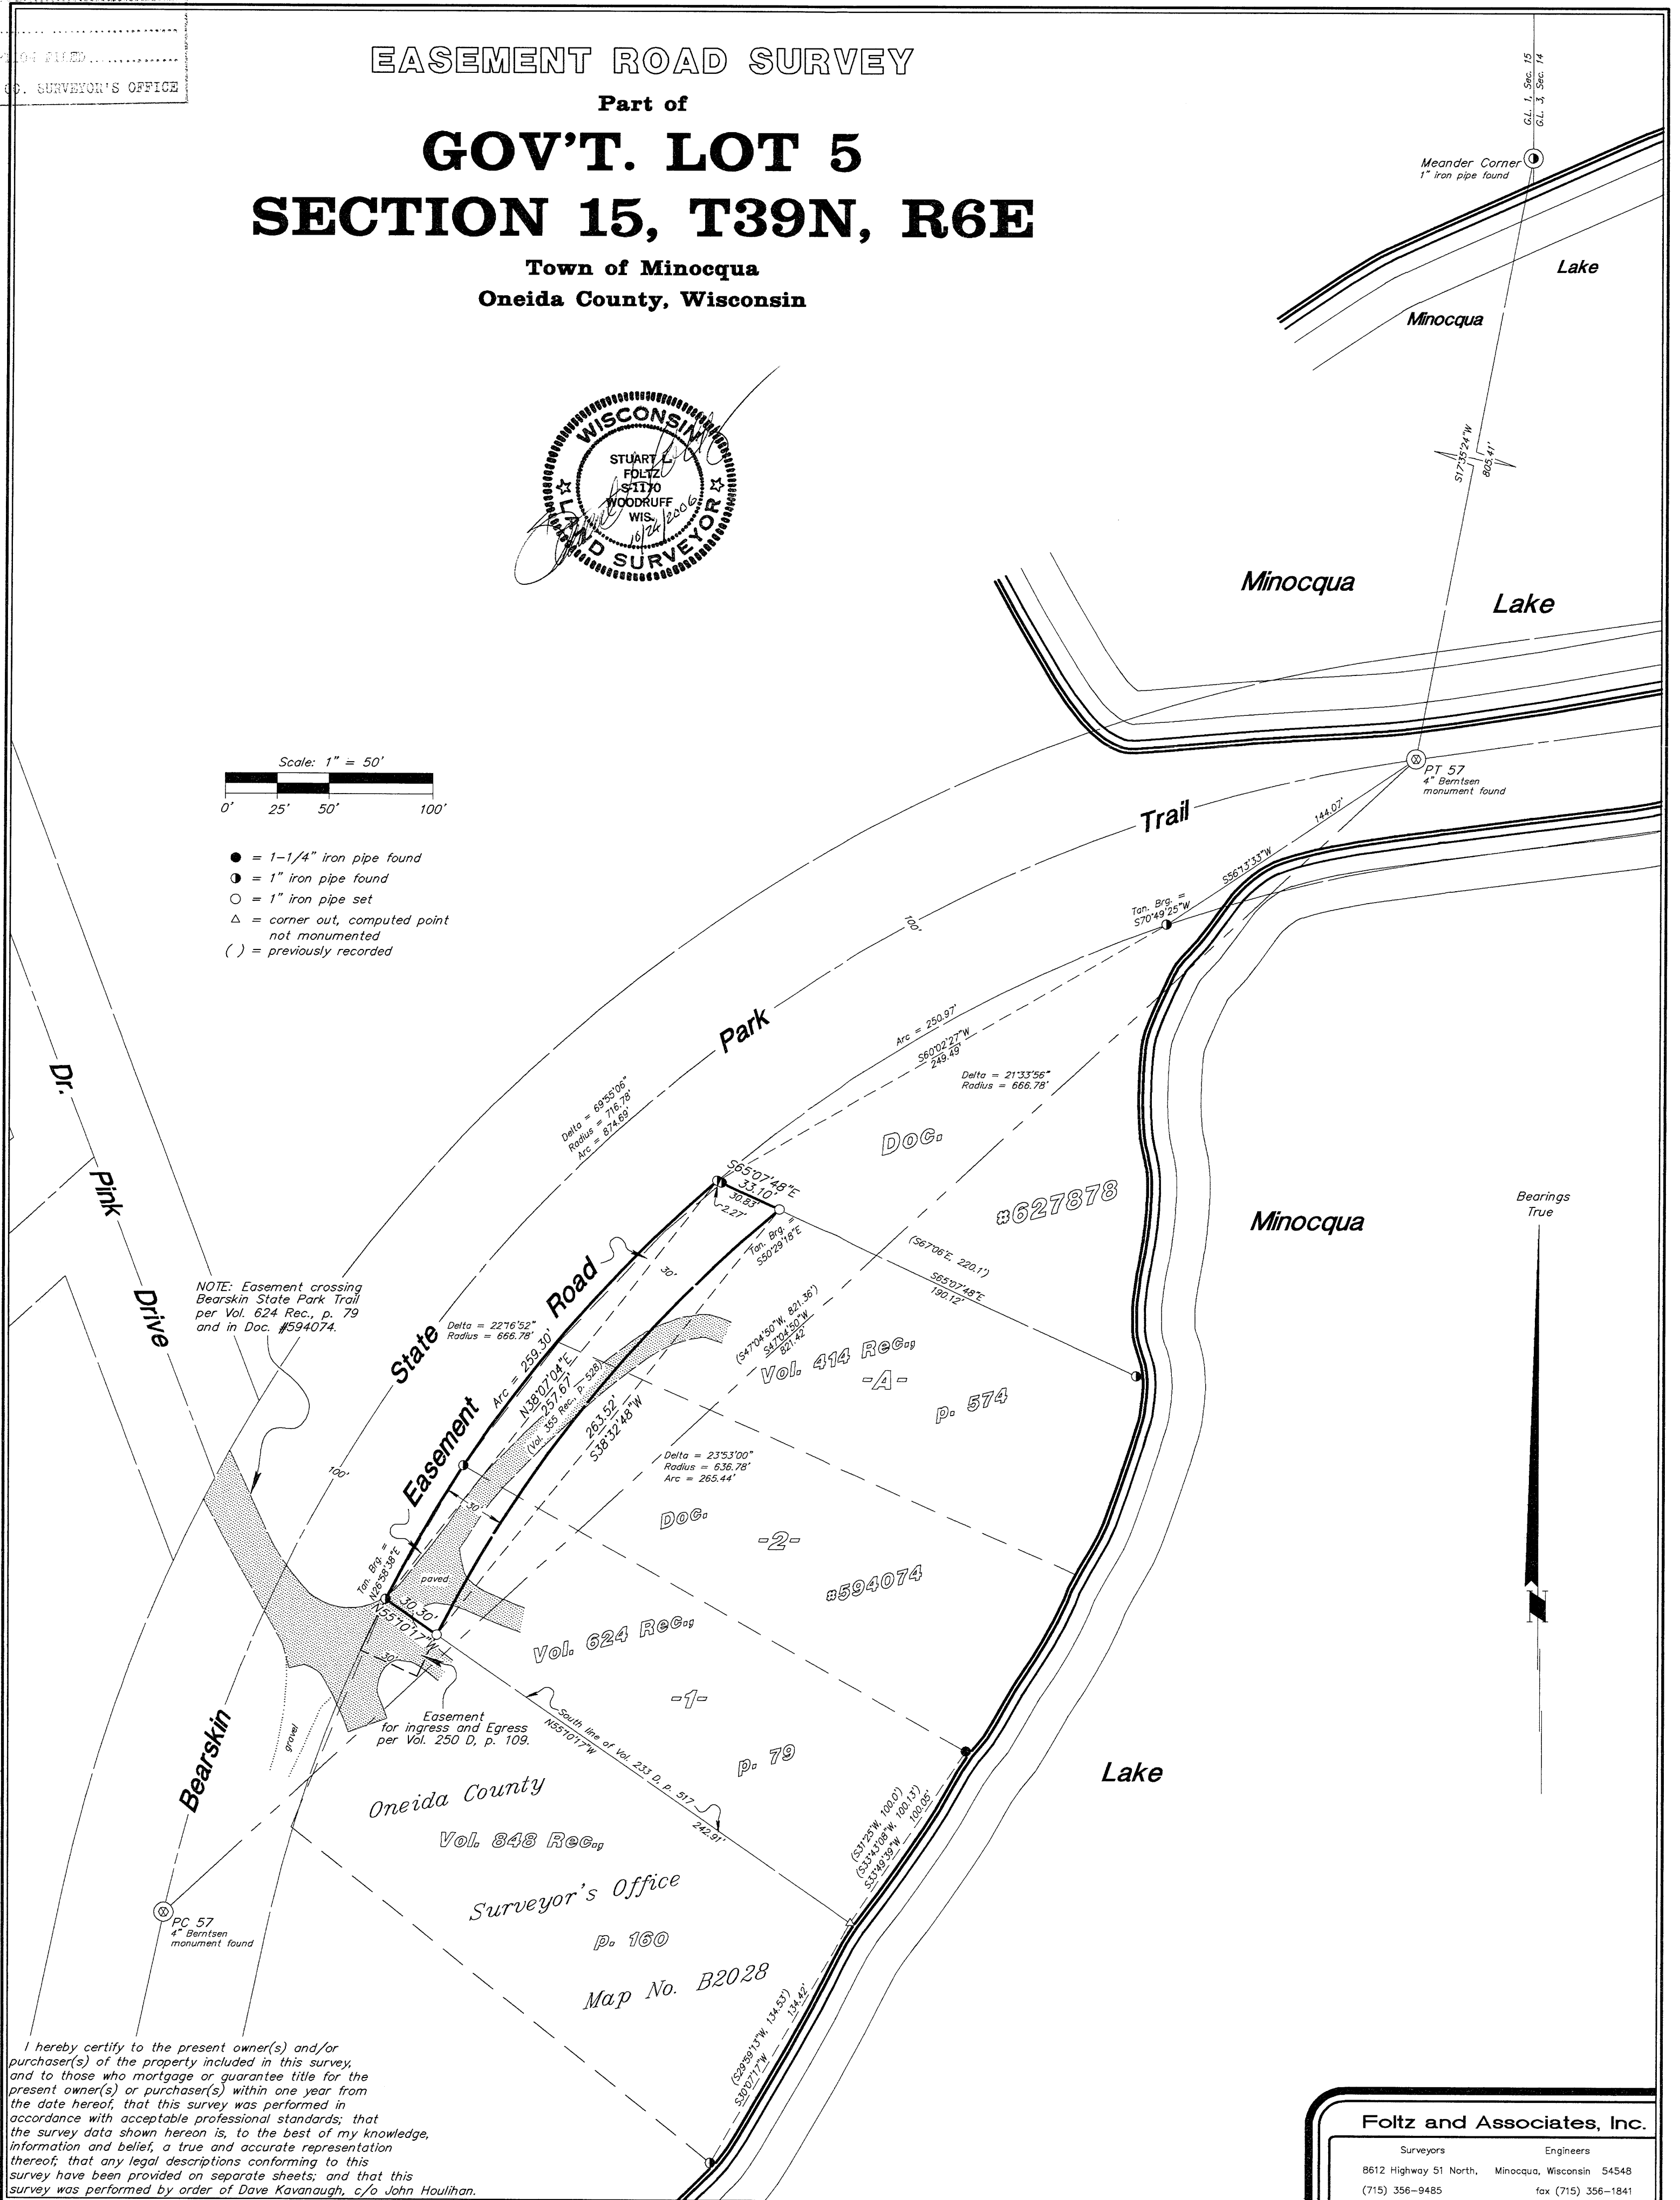 CO. SURVEYOR'S OFFICE
EASEMENT ROAD SURVEY
Part of
GOV'T. LOT 5
SECTION 15, T39N, R6E
Town of Minocqua
Oneida County, Wisconsin
WISCONSIN
STUART L.
FOLTZ
S-1170
WOODRUFF
WIS.
10/24/2006
LAND SURVEYOR
G.L. 1, Sec. 15
G.L. 3, Sec. 14
Meander Corner
1" iron pipe found
Lake
Minocqua
S17°35'24"W
805.41'
Minocqua
Lake
Scale: 1" = 50'
0' 25' 50' 100'
= 1-1/4" iron pipe found
= 1" iron pipe found
= 1" iron pipe set
= corner out, computed point
not monumented
( ) = previously recorded
PT 57
4" Berntsen
monument found
Trail
144.07'
S56°13'33"W
Tan. Brg. =
S70°49'25"W
100'
Park
Arc = 250.97'
S60°02'27"W
249.49'
Delta = 21°33'56"
Radius = 666.78'
Delta = 69°55'06"
Radius = 716.78'
Arc = 874.69'
Dr.
Pink
Drive
Doc.
#627878
S65°07'48"E
33.10'
30.83'
2.27'
Tan. Brg. =
S50°29'18"E
30'
Minocqua
Bearings
True
N
(S67°06'E, 220.1')
S65°07'48"E
190.12'
NOTE: Easement crossing
Bearskin State Park Trail
per Vol. 624 Rec., p. 79
and in Doc. #594074.
Road
State
Delta = 22°16'52"
Radius = 666.78'
Arc = 259.30'
N38°07'04"E
257.67'
(Vol. 355 Rec., p. 528)
263.52'
S38°32'48"W
(S47°04'50"W, 821.36')
S47°04'50"W
821.42'
Vol. 414 Rec.,
-A-
p. 574
Easement
100'
Delta = 23°53'00"
Radius = 636.78'
Arc = 265.44'
30'
Doc.
-2-
#594074
Tan. Brg. =
N26°58'38"E
paved
30.30'
N55°10'17"W
30'
Vol. 624 Rec.,
-1-
p. 79
Easement
for ingress and Egress
per Vol. 250 D, p. 109.
South line of Vol. 233 D, p. 517
N55°10'17"W
242.91'
gravel
Bearskin
Lake
(S31°25'W, 100.0')
(S33°43'08"W, 100.13')
S33°49'39"W 100.05'
Oneida County
Vol. 848 Rec.,
Surveyor's Office
p. 160
Map No. B2028
PC 57
4" Berntsen
monument found
(S29°59'13"W, 134.53')
S30°07'17"W 134.42'
I hereby certify to the present owner(s) and/or
purchaser(s) of the property included in this survey,
and to those who mortgage or guarantee title for the
present owner(s) or purchaser(s) within one year from
the date hereof, that this survey was performed in
accordance with acceptable professional standards; that
the survey data shown hereon is, to the best of my knowledge,
information and belief, a true and accurate representation
thereof; that any legal descriptions conforming to this
survey have been provided on separate sheets; and that this
survey was performed by order of Dave Kavanaugh, c/o John Houlihan.
Foltz and Associates, Inc.
Surveyors Engineers
8612 Highway 51 North, Minocqua, Wisconsin 54548
(715) 356-9485 fax (715) 356-1841